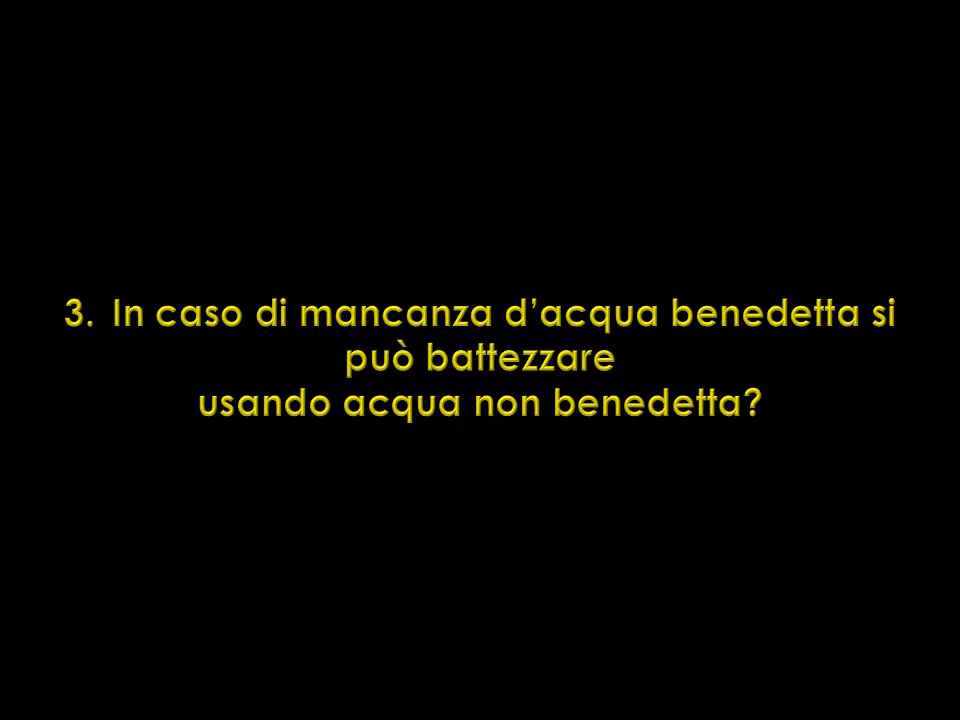 3. In caso di mancanza d’acqua benedetta si
può battezzare
usando acqua non benedetta?